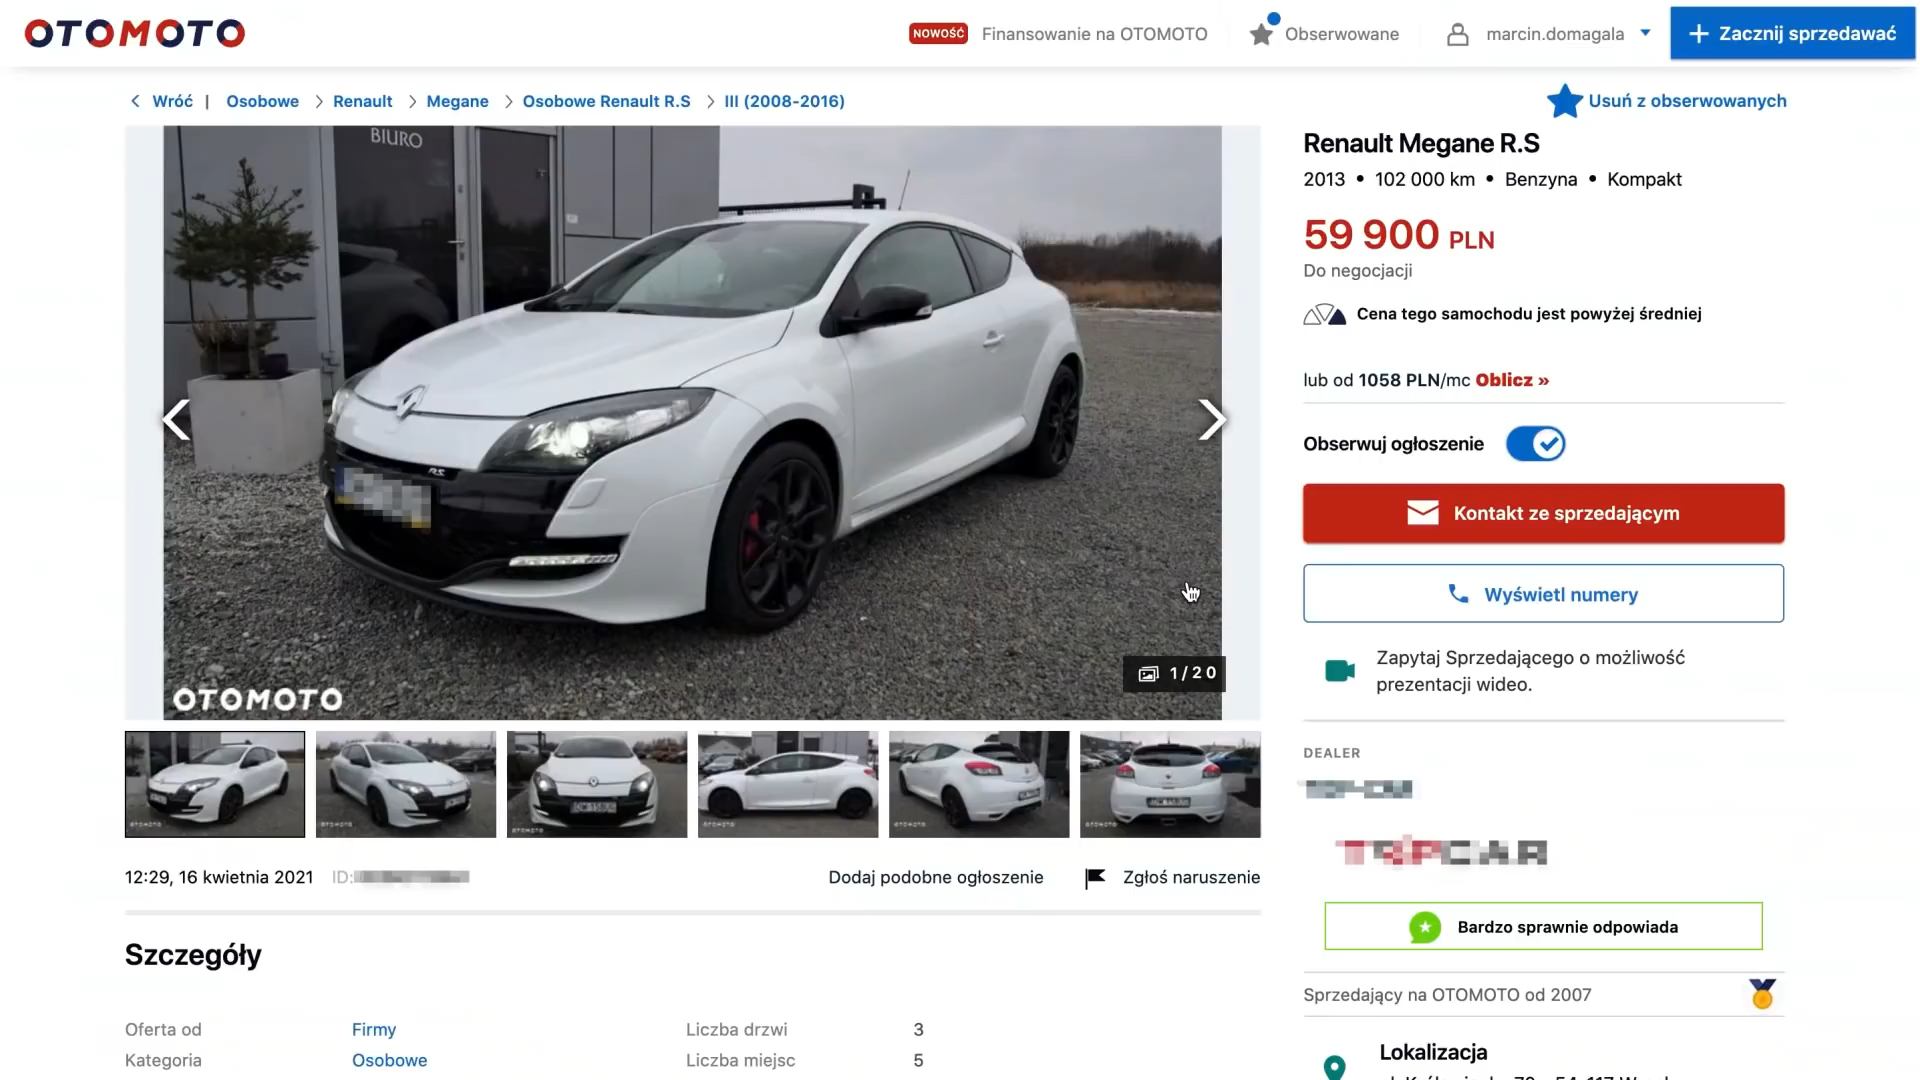 OTOMOTO
NOWOŚĆ Finansowanie na OTOMOTO
Obserwowane
marcin.domagala
Zacznij sprzedawać
Wróć | Osobowe Renault Megane Osobowe Renault R.S III (2008-2016)
Usuń z obserwowanych
BIURO
RS
OTOMOTO
1/20
Renault Megane R.S
2013 • 102 000 km • Benzyna • Kompakt
59 900 PLN
Do negocjacji
Cena tego samochodu jest powyżej średniej
lub od 1058 PLN/mc Oblicz »
Obserwuj ogłoszenie
Kontakt ze sprzedającym
Wyświetl numery
Zapytaj Sprzedającego o możliwość
prezentacji wideo.
DEALER
Bardzo sprawnie odpowiada
Sprzedający na OTOMOTO od 2007
Lokalizacja
12:29, 16 kwietnia 2021 ID:
Dodaj podobne ogłoszenie
Zgłoś naruszenie
Szczegóły
Oferta od Firmy
Liczba drzwi 3
Kategoria Osobowe
Liczba miejsc 5